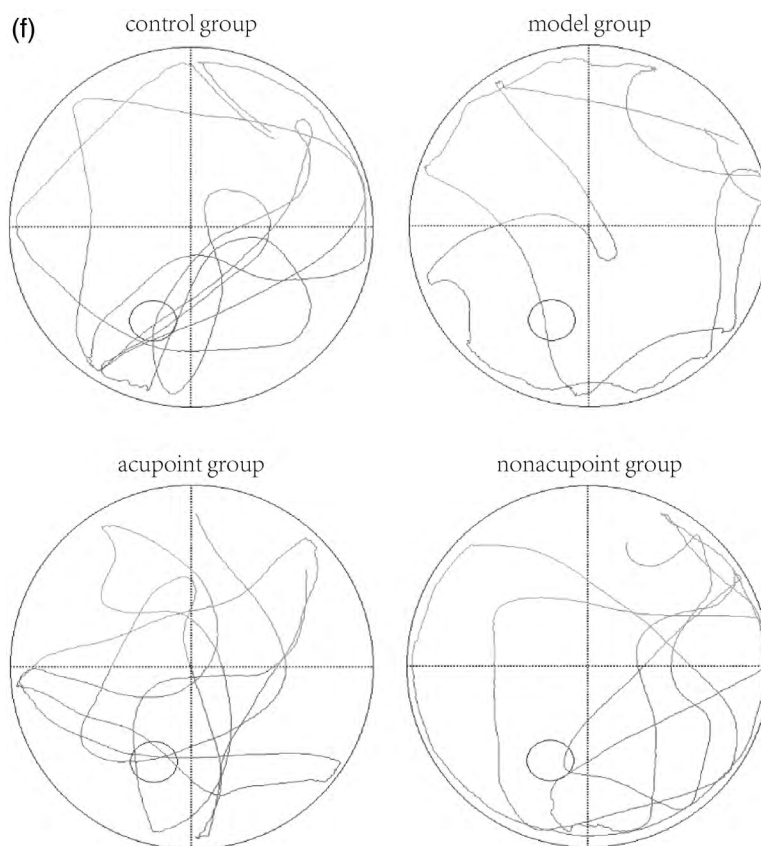 (f)
control group
model group
acupoint group
nonacupoint group